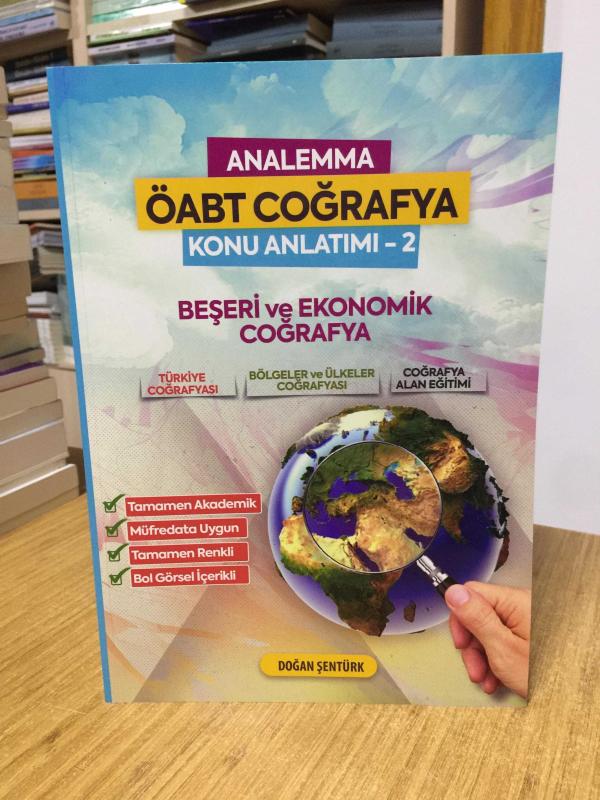 ANALEMMA
ÖABT COĞRAFYA
KONU ANLATIMI - 2
BEŞERİ ve EKONOMİK
COĞRAFYA
TÜRKİYE
COĞRAFYASI
BÖLGELER ve ÜLKELER
COĞRAFYASI
COĞRAFYA
ALAN EĞİTİMİ
Tamamen Akademik
Müfredata Uygun
Tamamen Renkli
Bol Görsel İçerikli
DOĞAN ŞENTÜRK